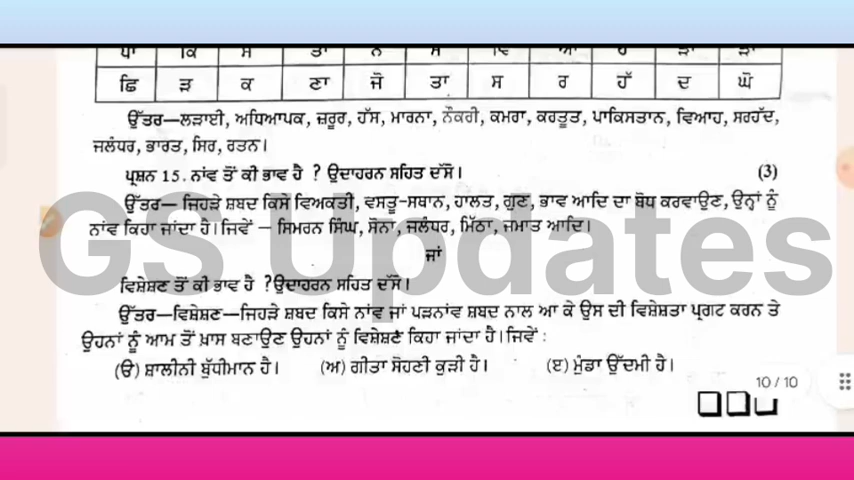 ਛਿ ੜ ਕ ਣਾ ਜੋ ਤਾ ਸ ਰ ਹੱ ਦ ਘੋ
ਉੱਤਰ—ਲੜਾਈ, ਅਧਿਆਪਕ, ਜ਼ਰੂਰ, ਹੱਸ, ਮਾਰਨਾ, ਨੌਕਰੀ, ਕਮਰਾ, ਕਰਤੂਤ, ਪਾਕਿਸਤਾਨ, ਵਿਆਹ, ਸਰਹੱਦ,
ਜਲੰਧਰ, ਭਾਰਤ, ਸਿਰ, ਰਤਨ।
ਪ੍ਰਸ਼ਨ 15. ਨਾਂਵ ਤੋਂ ਕੀ ਭਾਵ ਹੈ ? ਉਦਾਹਰਨ ਸਹਿਤ ਦੱਸੋ। (3)
ਉੱਤਰ— ਜਿਹੜੇ ਸ਼ਬਦ ਕਿਸੇ ਵਿਅਕਤੀ, ਵਸਤੂ-ਸਥਾਨ, ਹਾਲਤ, ਗੁਣ, ਭਾਵ ਆਦਿ ਦਾ ਬੋਧ ਕਰਵਾਉਣ, ਉਨ੍ਹਾਂ ਨੂੰ
ਨਾਂਵ ਕਿਹਾ ਜਾਂਦਾ ਹੈ। ਜਿਵੇਂ — ਸਿਮਰਨ ਸਿੰਘ, ਸੋਨਾ, ਜਲੰਧਰ, ਮਿੱਠਾ, ਜਮਾਤ ਆਦਿ।
GS Updates
ਜਾਂ
ਵਿਸ਼ੇਸ਼ਣ ਤੋਂ ਕੀ ਭਾਵ ਹੈ ?ਉਦਾਹਰਨ ਸਹਿਤ ਦੱਸੋ।
ਉੱਤਰ—ਵਿਸ਼ੇਸ਼ਣ—ਜਿਹੜੇ ਸ਼ਬਦ ਕਿਸੇ ਨਾਂਵ ਜਾਂ ਪੜਨਾਂਵ ਸ਼ਬਦ ਨਾਲ ਆ ਕੇ ਉਸ ਦੀ ਵਿਸ਼ੇਸ਼ਤਾ ਪ੍ਰਗਟ ਕਰਨ ਤੇ
ਉਹਨਾਂ ਨੂੰ ਆਮ ਤੋਂ ਖ਼ਾਸ ਬਣਾਉਣ ਉਹਨਾਂ ਨੂੰ ਵਿਸ਼ੇਸ਼ਣ ਕਿਹਾ ਜਾਂਦਾ ਹੈ। ਜਿਵੇਂ :
(ੳ) ਸ਼ਾਲੀਨੀ ਬੁੱਧੀਮਾਨ ਹੈ। (ਅ) ਗੀਤਾ ਸੋਹਣੀ ਕੁੜੀ ਹੈ। (ੲ) ਮੁੰਡਾ ਉੱਦਮੀ ਹੈ।
10 / 10